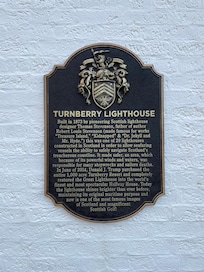 TURNBERRY LIGHTHOUSE
Built in 1873 by pioneering Scottish lighthouse
designer Thomas Stevenson, father of author
Robert Louis Stevenson (made famous for works
"Treasure Island," "Kidnapped" & "Dr. Jekyll and
Mr. Hyde,") this was one of 29 lighthouses
constructed in Scotland in order to allow seafaring
vessels the ability to safely navigate Scotland's
treacherous coastline. It made safe, an area, which
because of its powerful winds and waters, was
responsible for many shipwrecks and sailors deaths.
In June of 2014, Donald J. Trump purchased the
entire 1,000 acre Turnberry Resort and completely
restored the Great Lighthouse into the world's
finest and most spectacular Halfway House. Today
the lighthouse shines brighter than ever before,
maintaining its original maritime purposes and
now is one of the most famous images
of Scotland and magnificent
Scottish Golf!